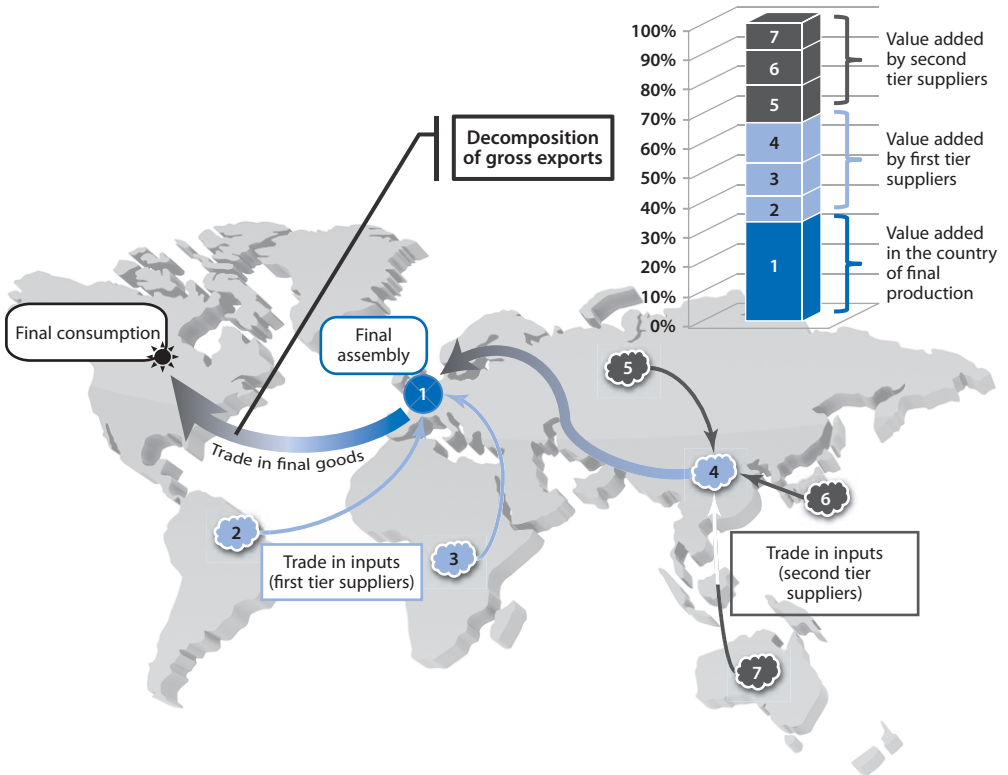 100%
90%
80%
70%
60%
50%
40%
30%
20%
10%
0%
7
6
5
4
3
2
1
Value added
by second
tier suppliers
Value added
by first tier
suppliers
Value added
in the country
of final
production
Decomposition
of gross exports
Final consumption
Final
assembly
1
Trade in final goods
2
3
Trade in inputs
(first tier suppliers)
5
4
6
Trade in inputs
(second tier
suppliers)
7